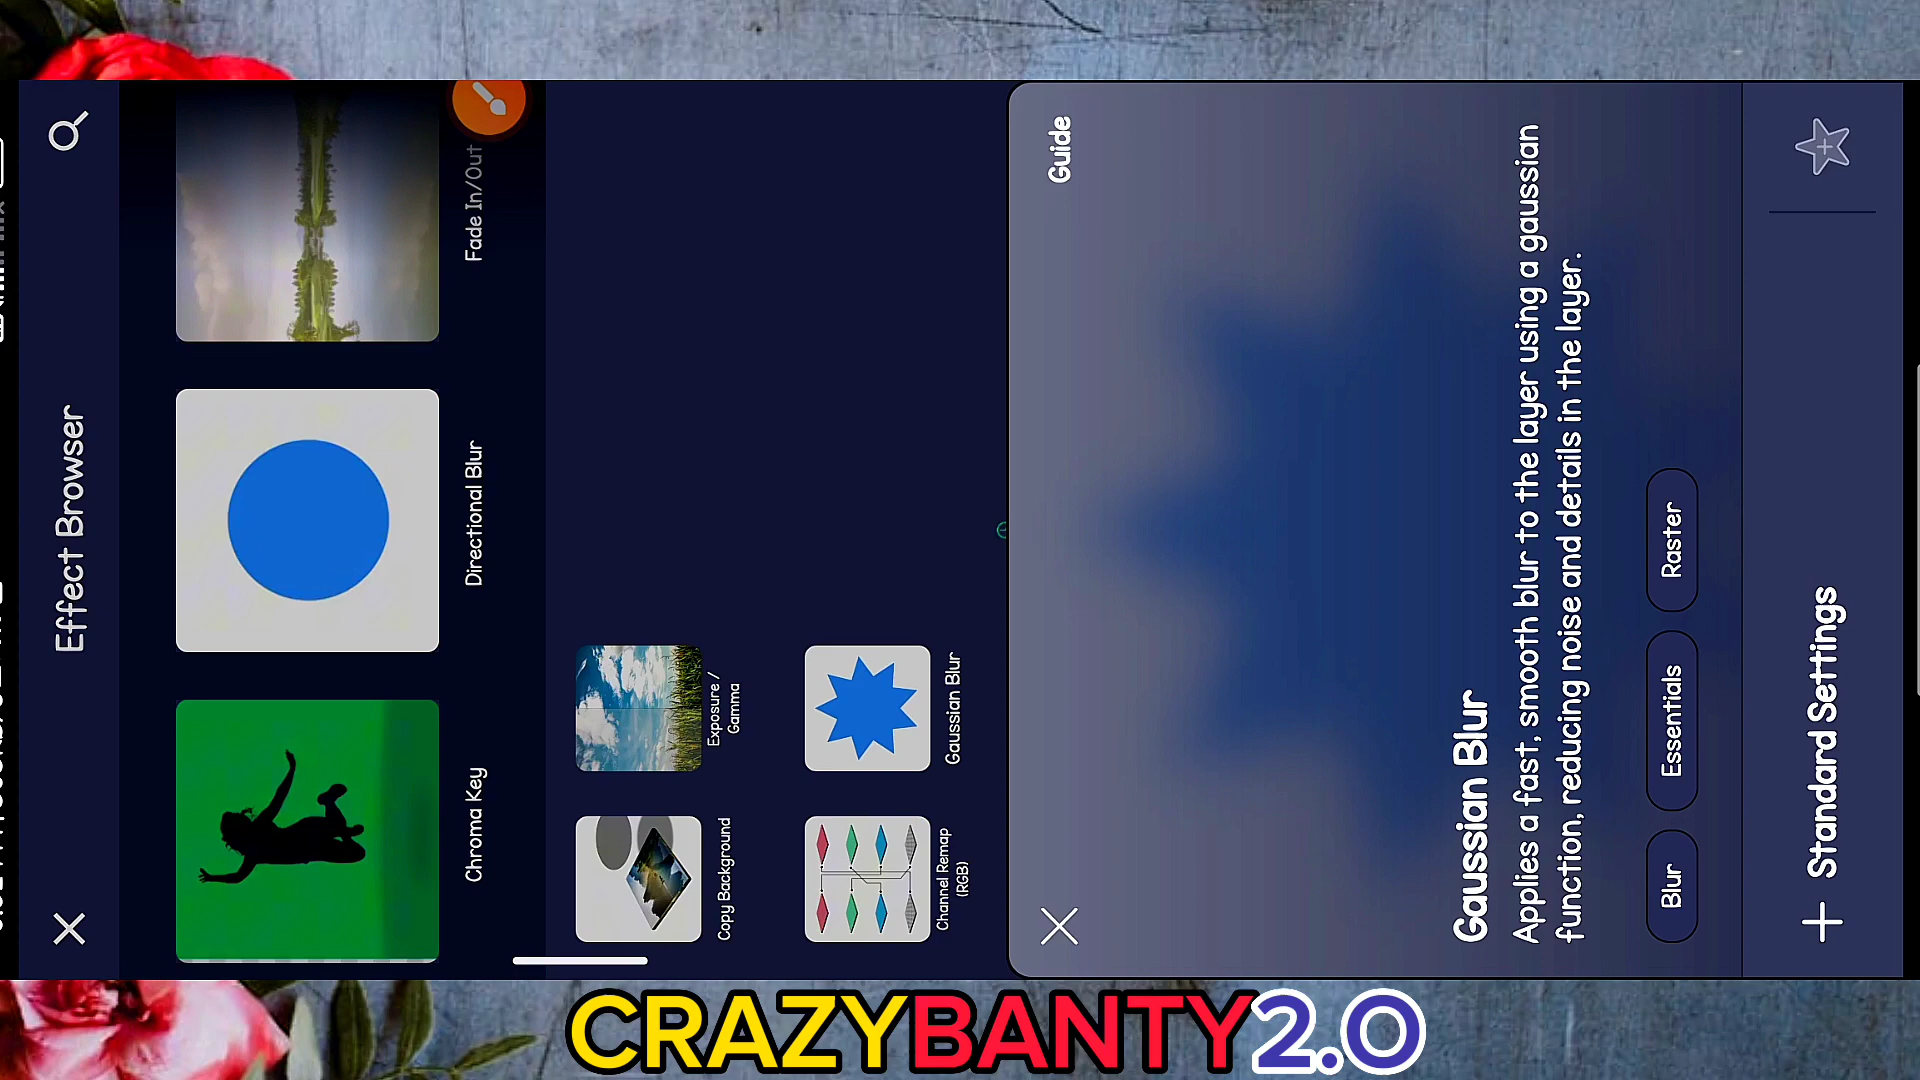 Effect Browser
Chroma Key
Directional Blur
Fade In/Out
Copy Background
Exposure /
Gamma
Channel Remap
(RGB)
Gaussian Blur
Guide
Gaussian Blur
Applies a fast, smooth blur to the layer using a gaussian
function, reducing noise and details in the layer.
Blur
Essentials
Raster
Standard Settings
CRAZYBANTY2.O